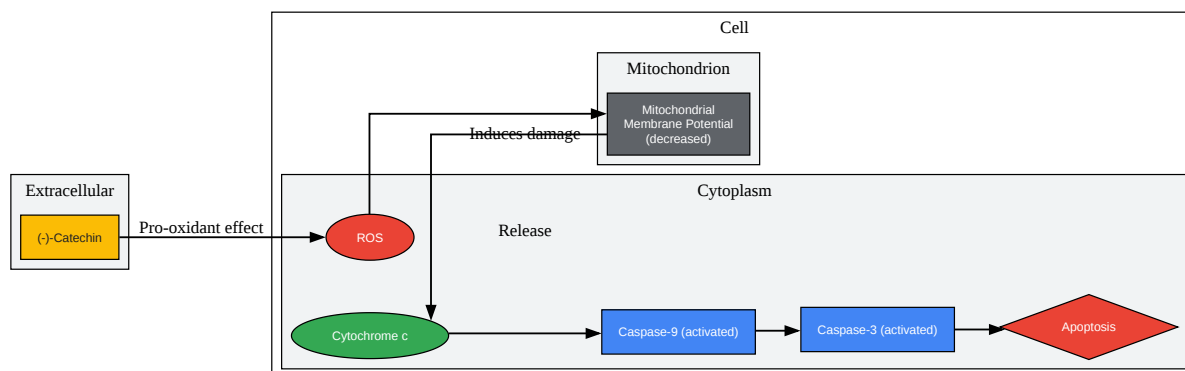 Cell
Mitochondrion
Mitochondrial
Membrane Potential
(decreased)
Induces damage
Extracellular
(-)-Catechin
Pro-oxidant effect
Cytoplasm
ROS
Release
Cytochrome c
Caspase-9 (activated)
Caspase-3 (activated)
Apoptosis